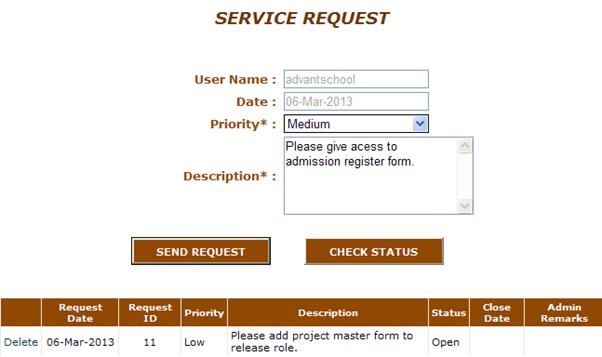 SERVICE REQUEST
User Name : advantschool
Date : 06-Mar-2013
Priority* : Medium
Description* : Please give acess to
admission register form.
SEND REQUEST CHECK STATUS
Request Date Request ID Priority Description Status Close Date Admin Remarks
Delete 06-Mar-2013 11 Low Please add project master form to
release role. Open